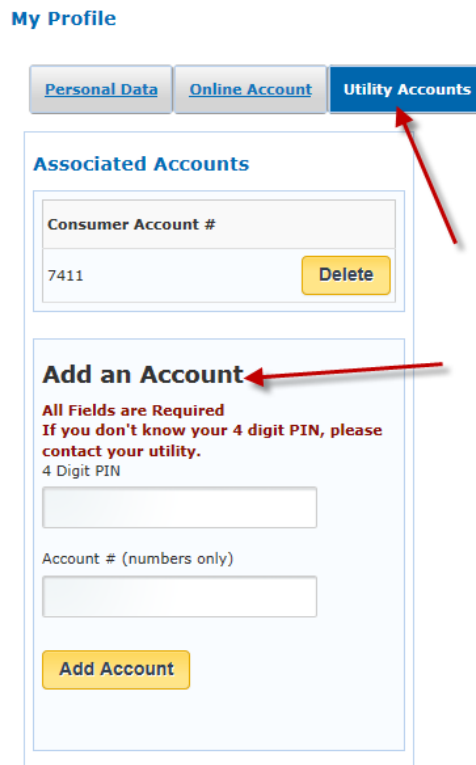 My Profile
Personal Data Online Account Utility Accounts
Associated Accounts
Consumer Account #
7411 Delete
Add an Account
All Fields are Required
If you don't know your 4 digit PIN, please
contact your utility.
4 Digit PIN
Account # (numbers only)
Add Account